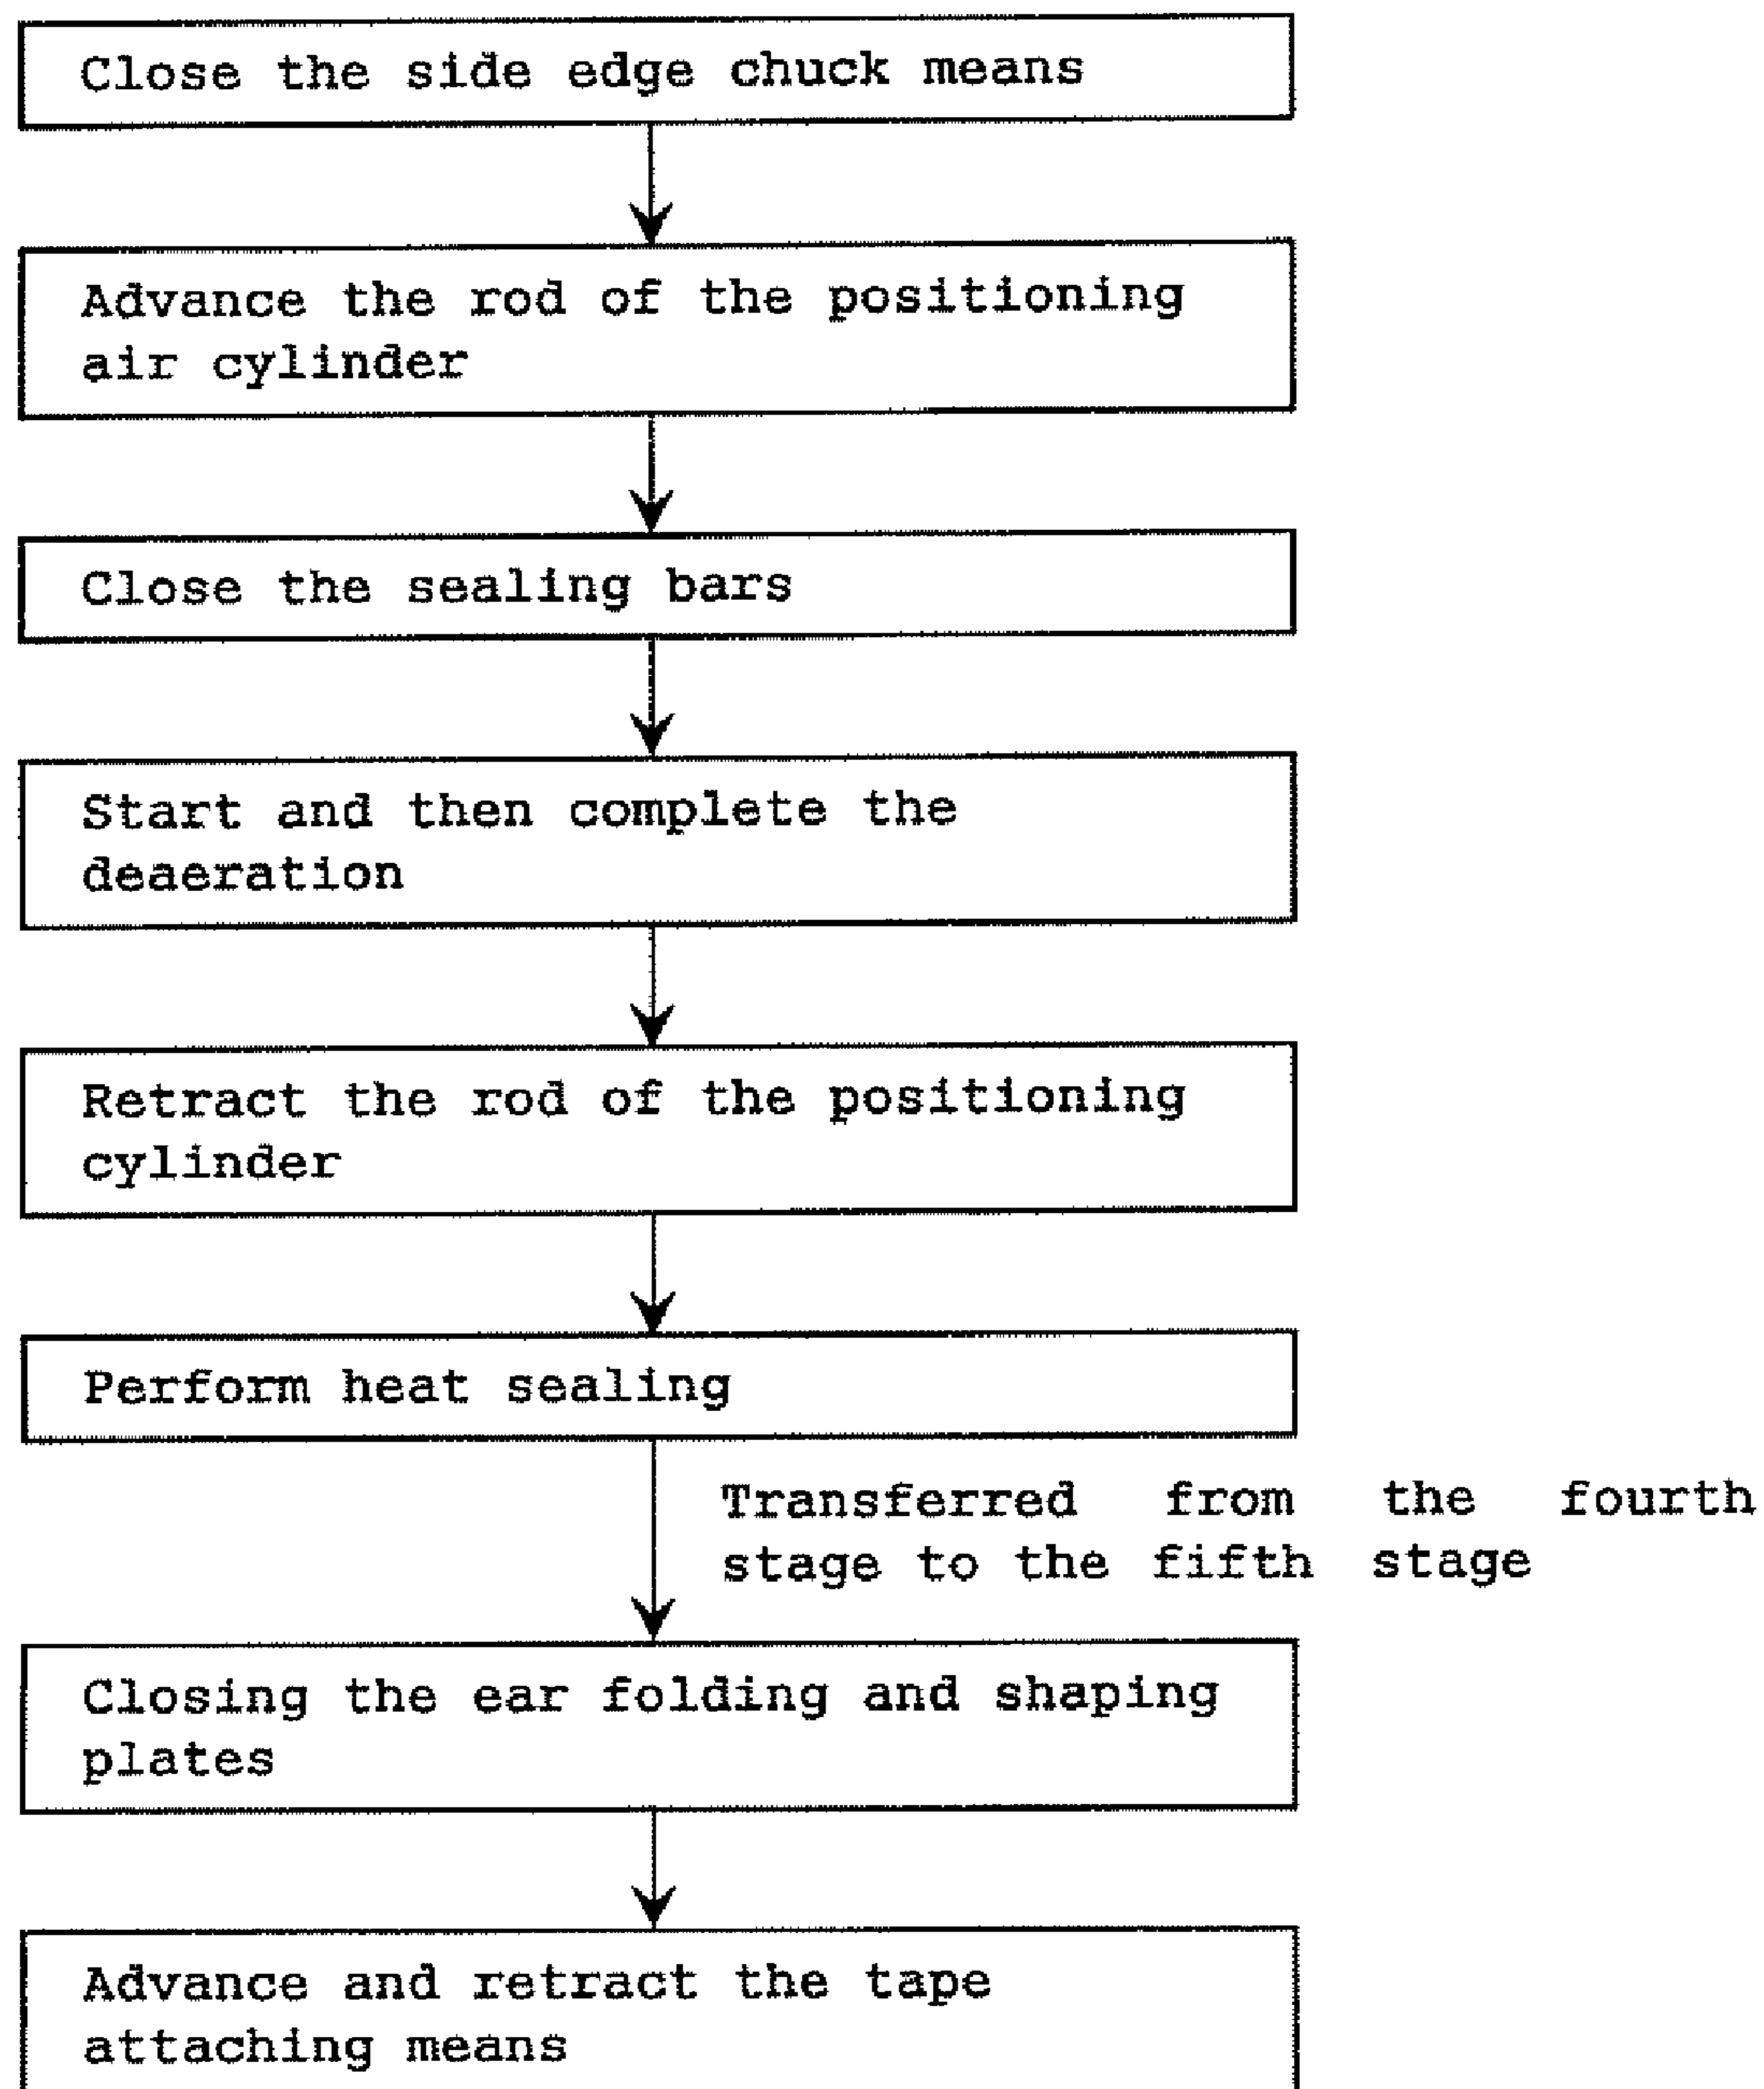 Close the side edge chuck means
Advance the rod of the positioning
air cylinder
Close the sealing bars
Start and then complete the
deaeration
Retract the rod of the positioning
cylinder
Perform heat sealing
Transferred from the fourth
stage to the fifth stage
Closing the ear folding and shaping
plates
Advance and retract the tape
attaching means